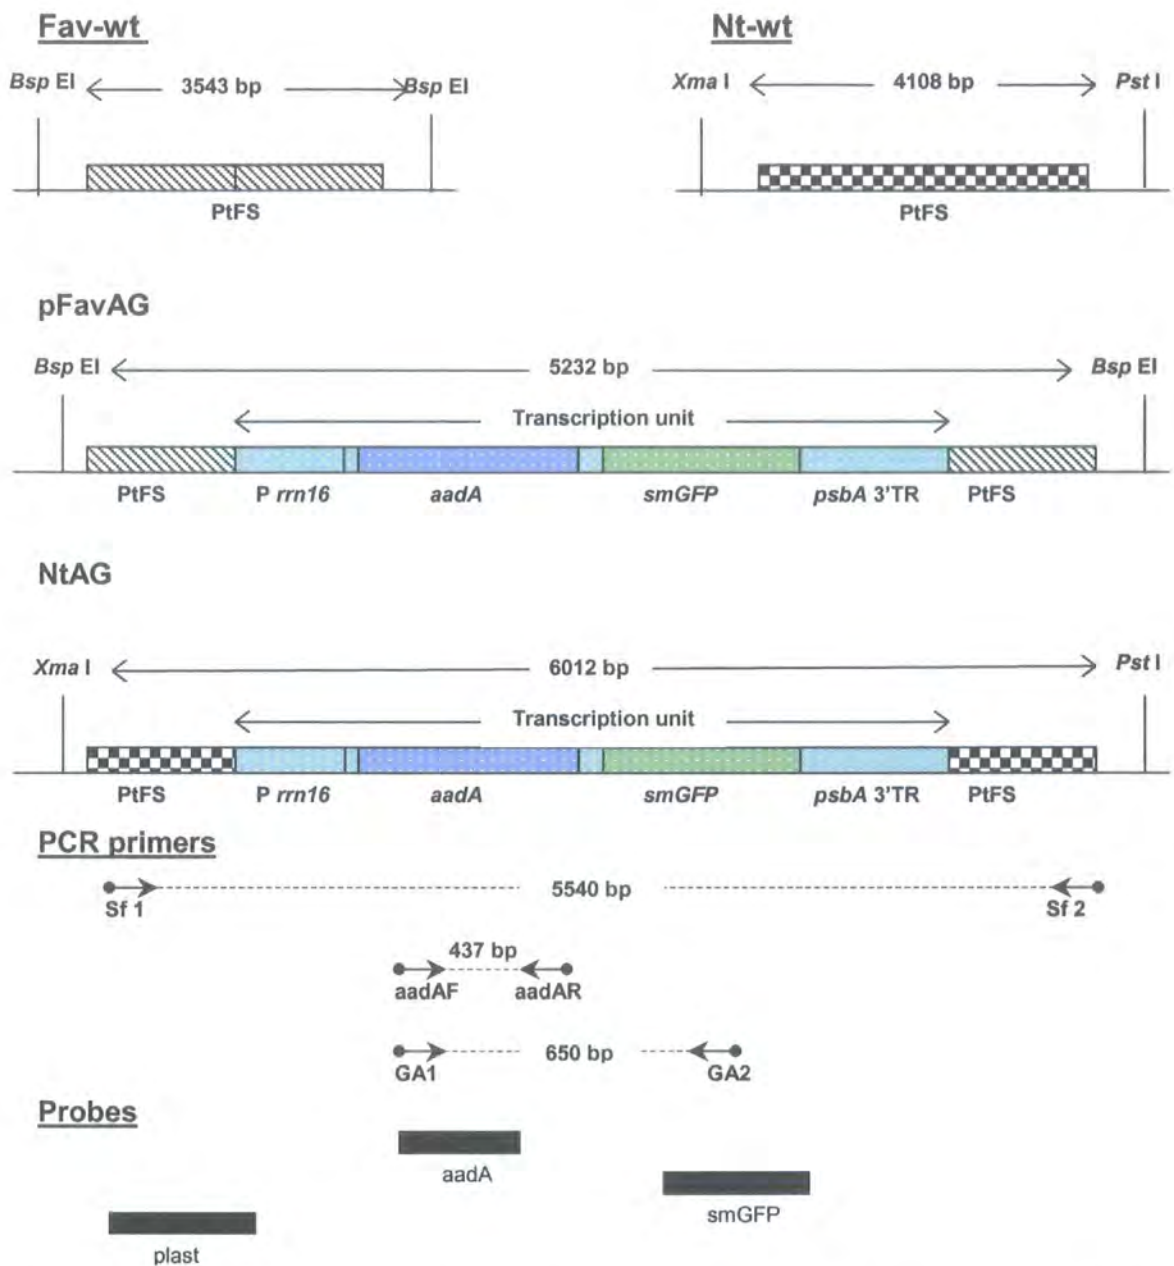 Fav-wt
Nt-wt
Bsp EI
3543 bp
Bsp EI
Xma I
4108 bp
Pst I
PtFS
PtFS
pFavAG
Bsp EI
5232 bp
Bsp EI
Transcription unit
PtFS
P rrn16
aadA
smGFP
psbA 3'TR
PtFS
NtAG
Xma I
6012 bp
Pst I
Transcription unit
PtFS
P rrn16
aadA
smGFP
psbA 3'TR
PtFS
PCR primers
5540 bp
Sf 1
Sf 2
437 bp
aadAF
aadAR
650 bp
GA1
GA2
Probes
aadA
smGFP
plast